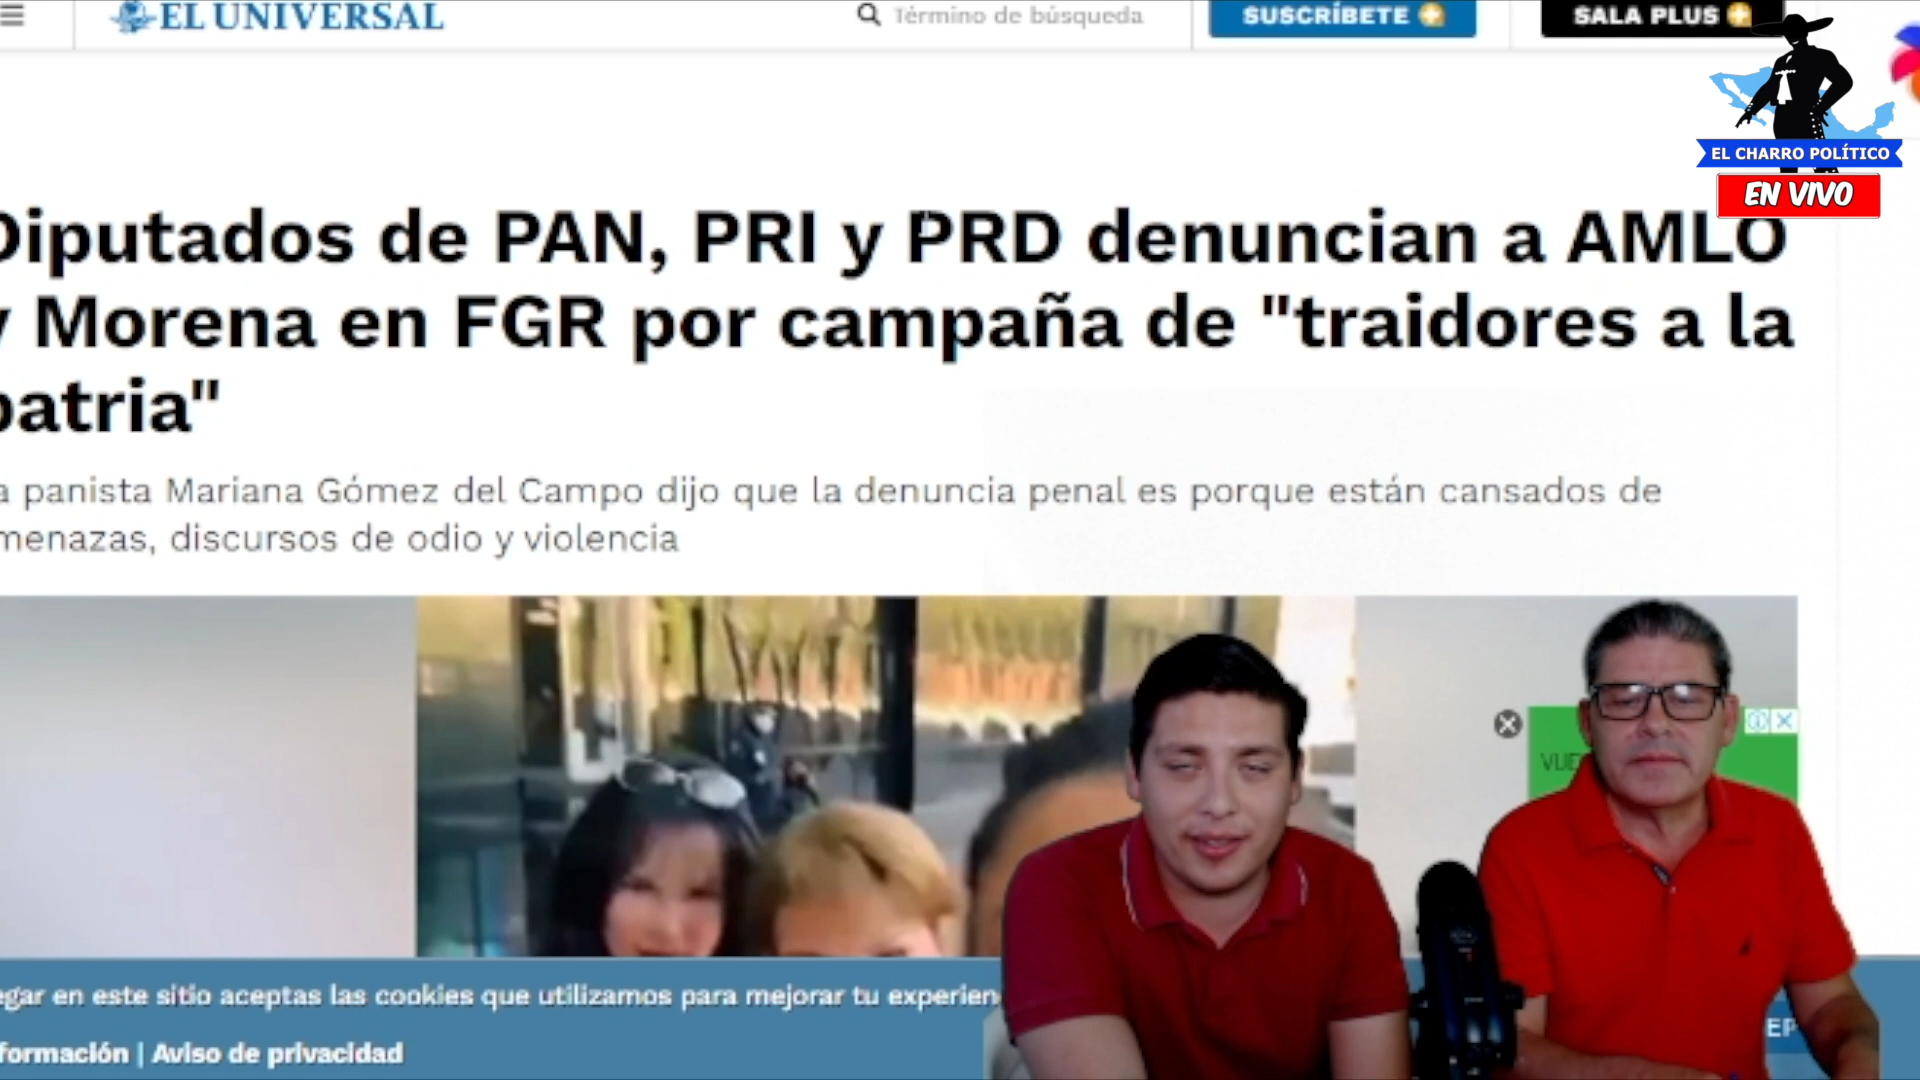 EL UNIVERSAL
Término de búsqueda
SUSCRÍBETE
SALA PLUS
EL CHARRO POLÍTICO
EN VIVO
Diputados de PAN, PRI y PRD denuncian a AMLO
y Morena en FGR por campaña de "traidores a la
patria"
a panista Mariana Gómez del Campo dijo que la denuncia penal es porque están cansados de
menazas, discursos de odio y violencia
VUE
egar en este sitio aceptas las cookies que utilizamos para mejorar tu experien
EP
formación | Aviso de privacidad